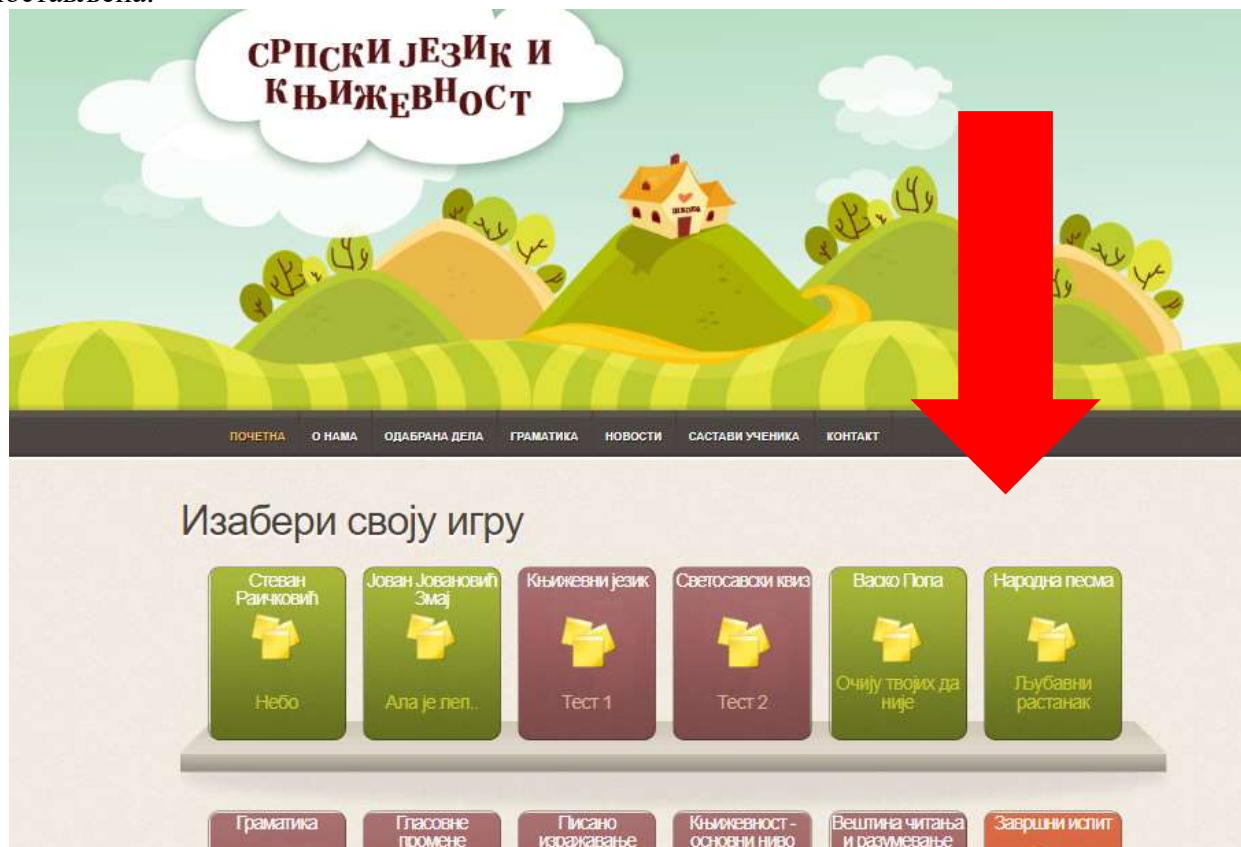 СРПСКИ ЈЕЗИК И
КЊИЖЕВНОСТ
ШКОЛА
ПОЧЕТНА О НАМА ОДАБРАНА ДЕЛА ГРАМАТИКА НОВОСТИ САСТАВИ УЧЕНИКА КОНТАКТ
Изабери своју игру
Стеван
Раичковић
Небо
Јован Јовановић
Змај
Ала је леп..
Књижевни језик
Тест 1
Светосавски квиз
Тест 2
Васко Попа
Очију твојих да
није
Народна песма
Љубавни
растанак
Граматика
Гласовне
промене
Писано
изражавање
Књижевност -
основни ниво
Вештина читања
и разумевање
Завршни испит